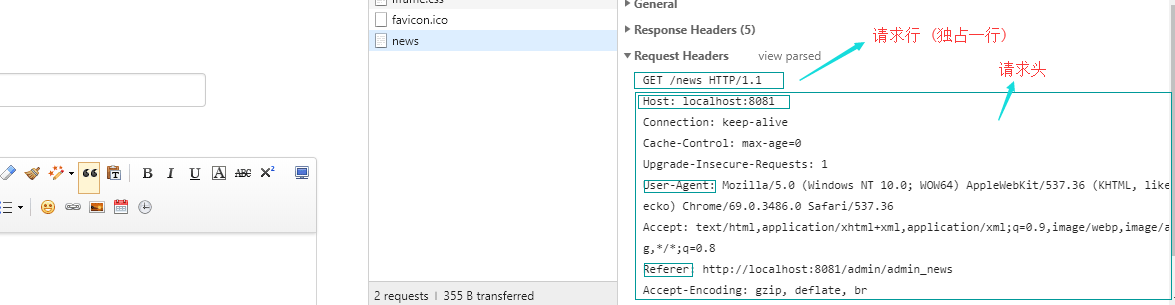 iframe.css
favicon.ico
news
2 requests | 355 B transferred
B I U A ABC X²
General
Response Headers (5)
Request Headers view parsed
请求行（独占一行）
请求头
GET /news HTTP/1.1
Host: localhost:8081
Connection: keep-alive
Cache-Control: max-age=0
Upgrade-Insecure-Requests: 1
User-Agent: Mozilla/5.0 (Windows NT 10.0; WOW64) AppleWebKit/537.36 (KHTML, like
ecko) Chrome/69.0.3486.0 Safari/537.36
Accept: text/html,application/xhtml+xml,application/xml;q=0.9,image/webp,image/a
g,*/*;q=0.8
Referer: http://localhost:8081/admin/admin_news
Accept-Encoding: gzip, deflate, br